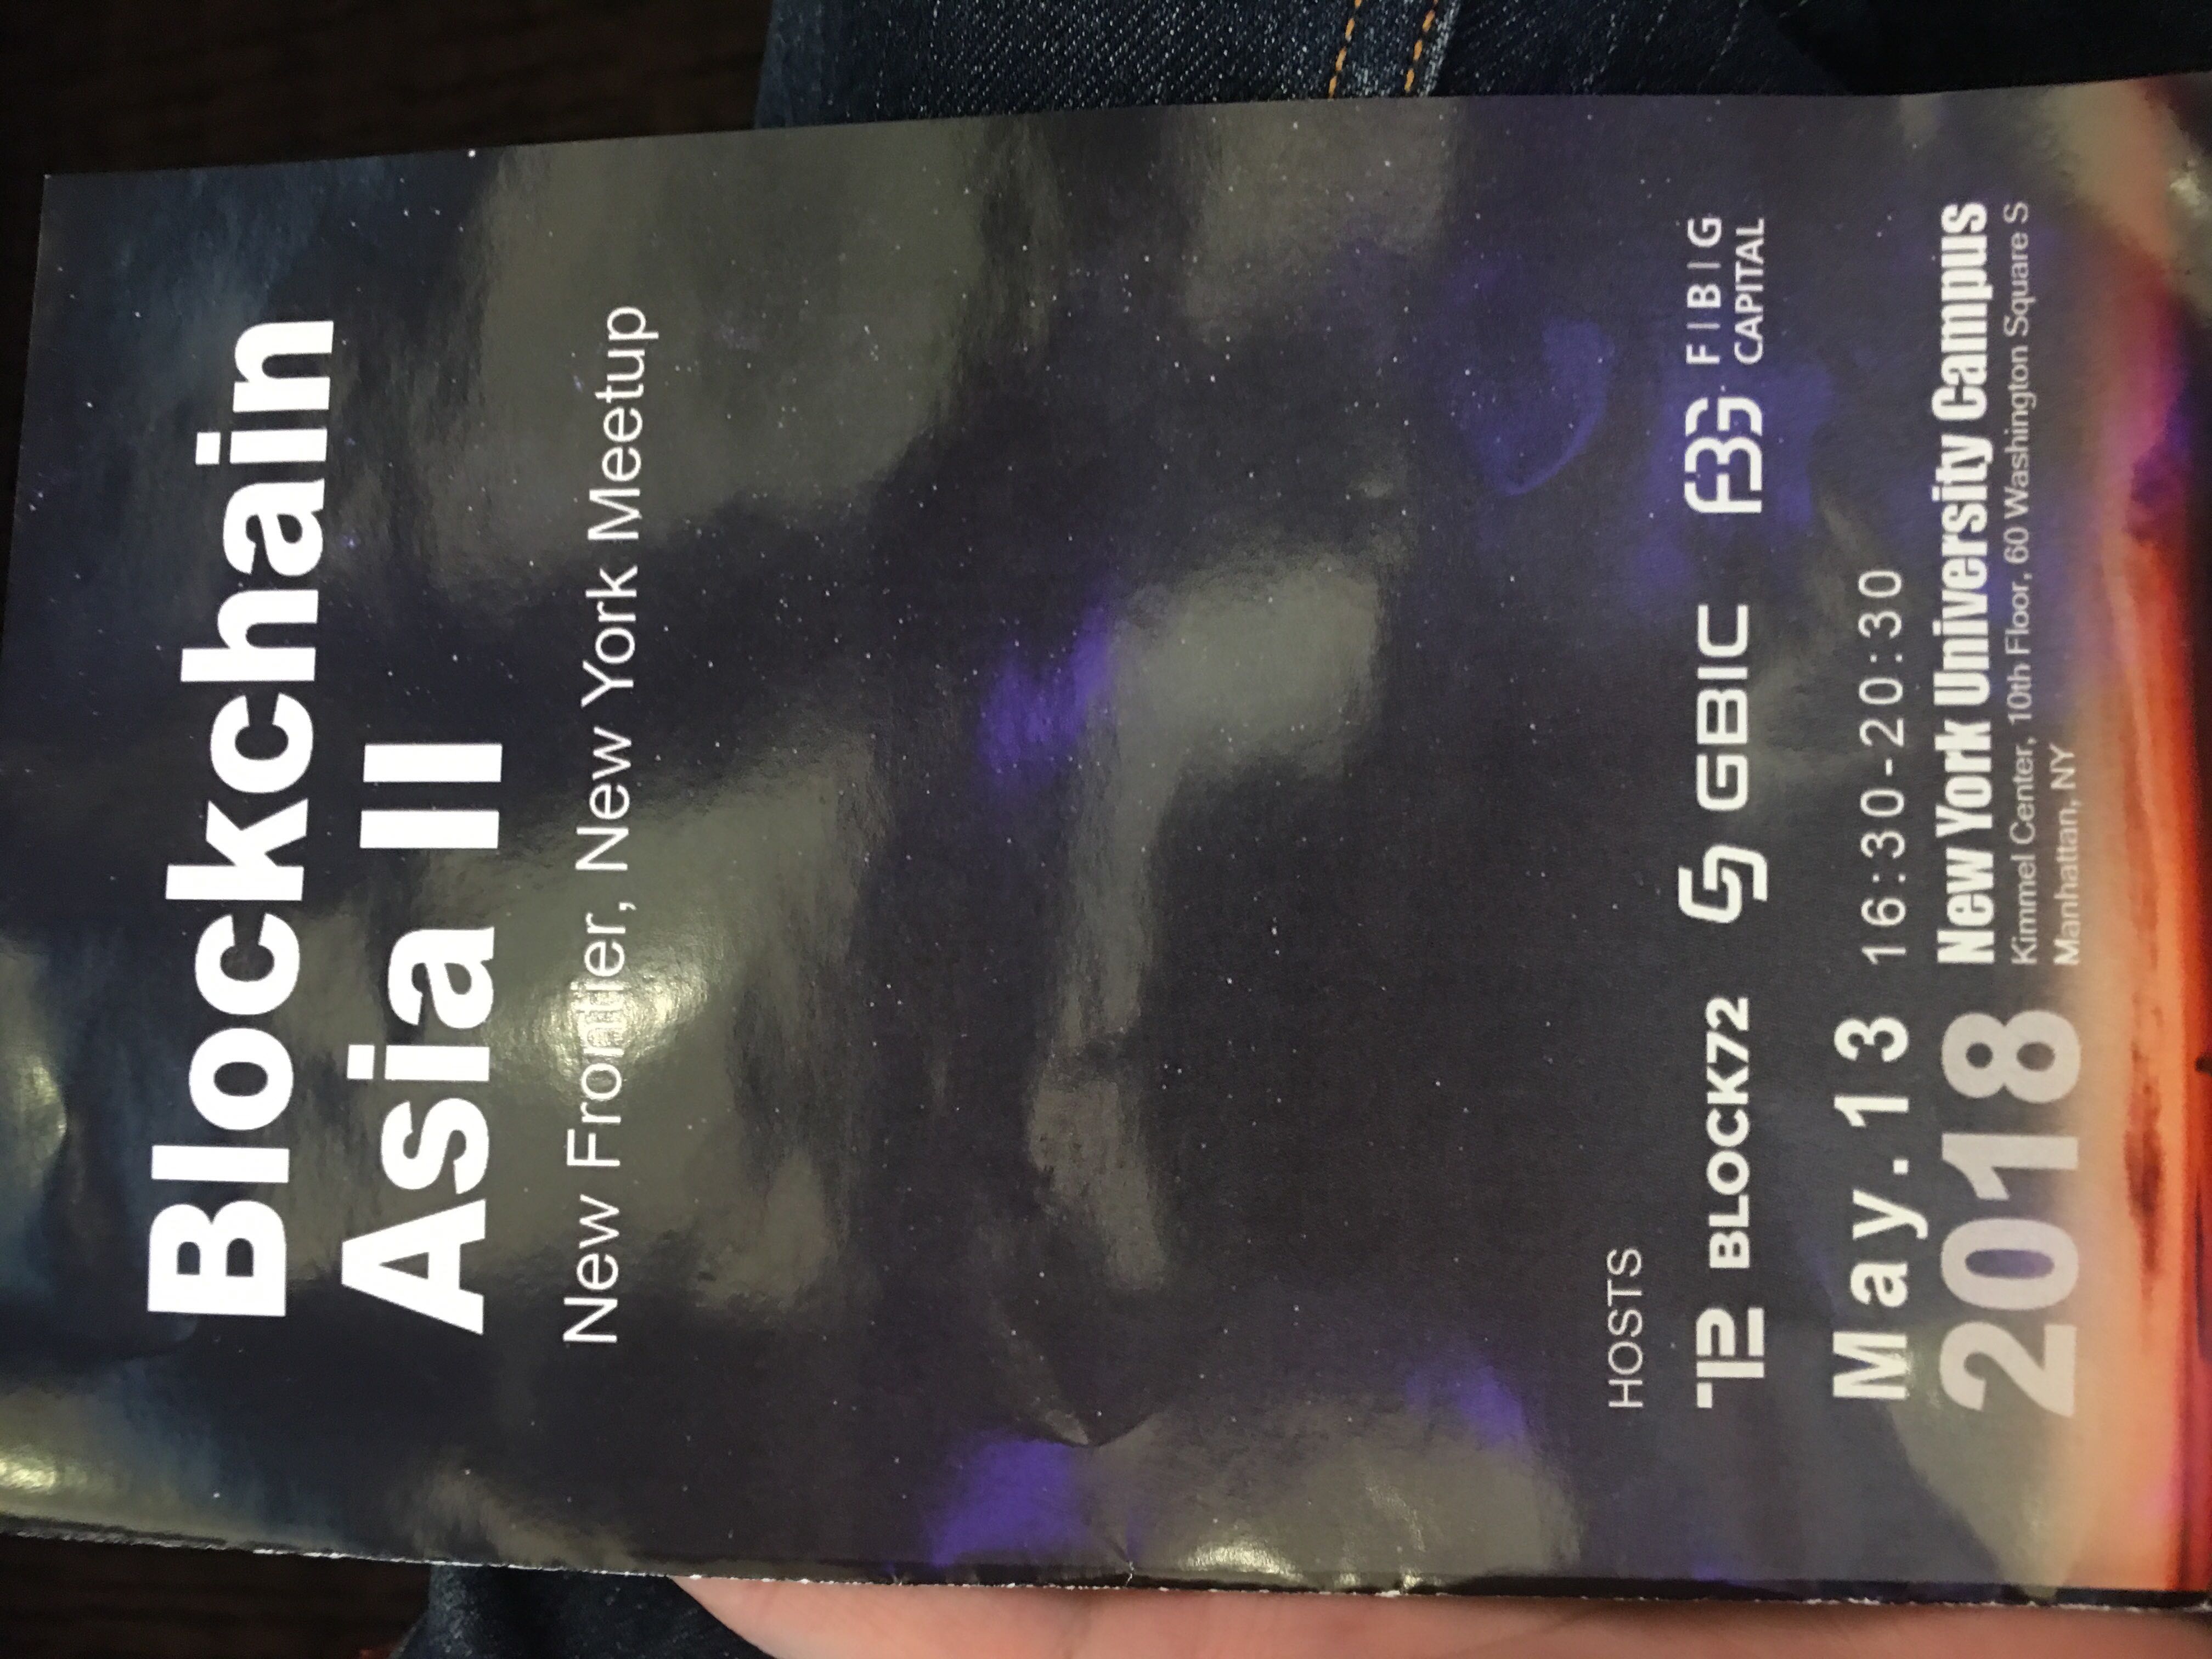 Blockchain
Asia II
New Frontier, New York Meetup
HOSTS
BLOCK72
GBIC
FBG FIBIG
CAPITAL
May.13 16:30-20:30
2018 New York University Campus
Kimmel Center, 10th Floor, 60 Washington Square S
Manhattan, NY